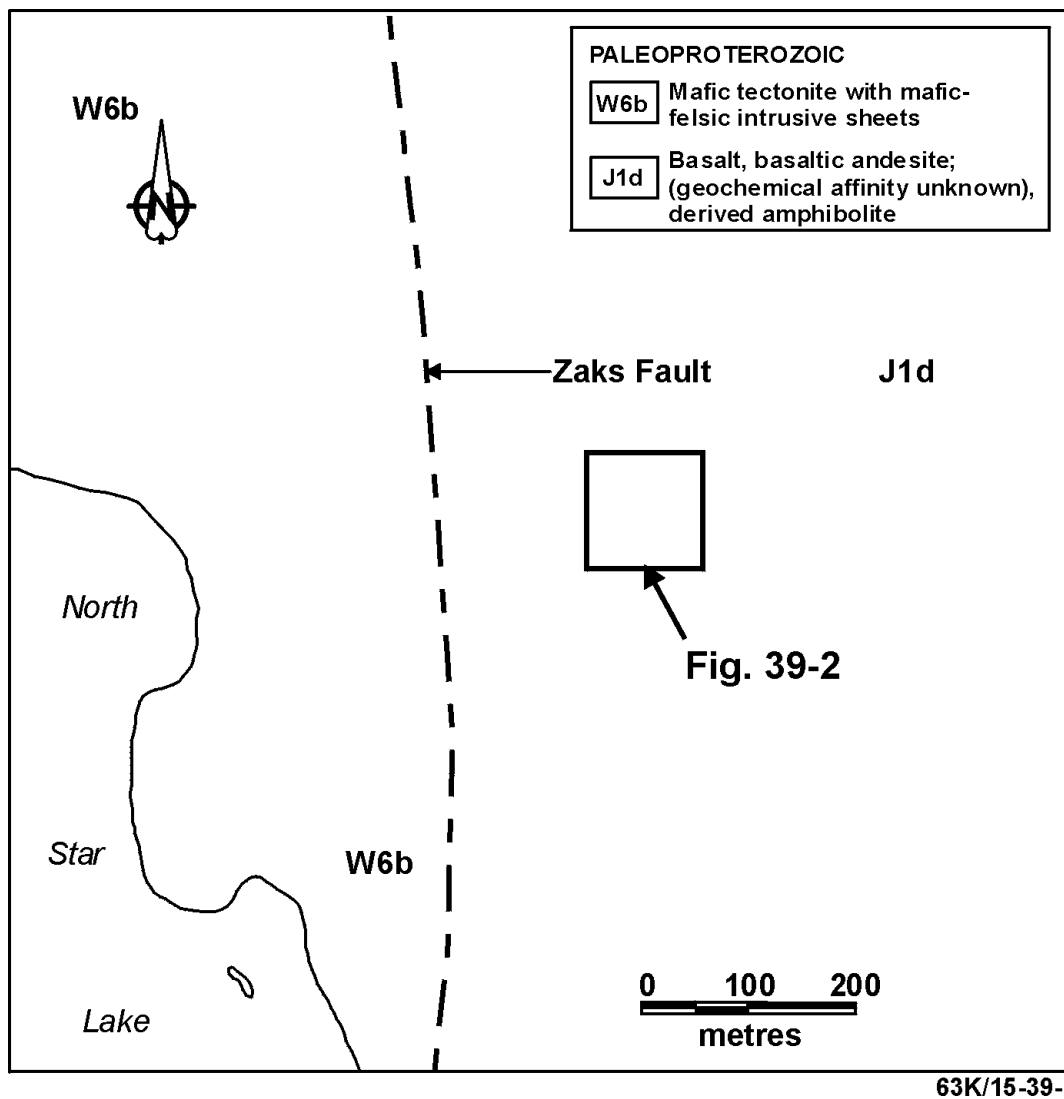 PALEOPROTEROZOIC
W6b
Mafic tectonite with mafic-
felsic intrusive sheets
J1d
Basalt, basaltic andesite;
(geochemical affinity unknown),
derived amphibolite
W6b
N
Zaks Fault
J1d
North
Fig. 39-2
Star
W6b
Lake
0 100 200
metres
63K/15-39-